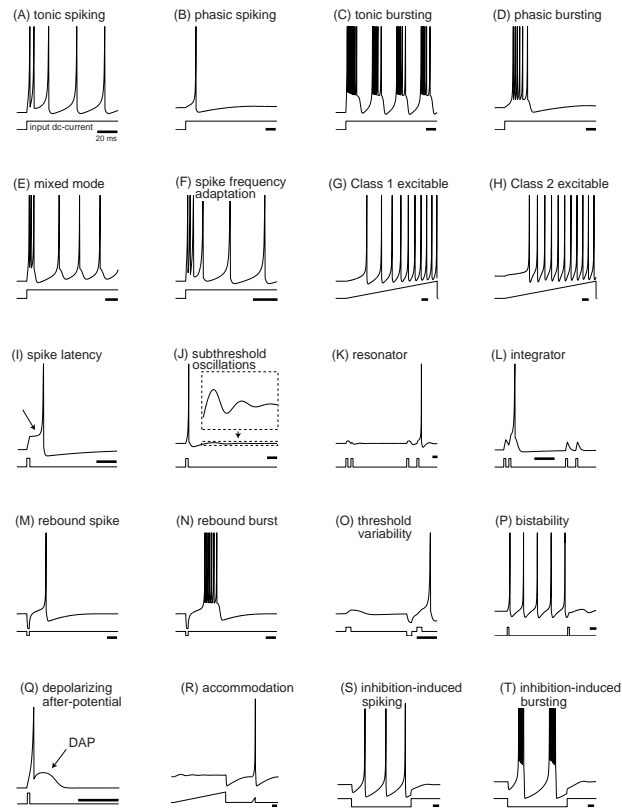 (A) tonic spiking
(B) phasic spiking
(C) tonic bursting
(D) phasic bursting
input dc-current
20 ms
(E) mixed mode
(F) spike frequency
adaptation
(G) Class 1 excitable
(H) Class 2 excitable
(I) spike latency
(J) subthreshold
oscillations
(K) resonator
(L) integrator
(M) rebound spike
(N) rebound burst
(O) threshold
variability
(P) bistability
(Q) depolarizing
after-potential
DAP
(R) accommodation
(S) inhibition-induced
spiking
(T) inhibition-induced
bursting